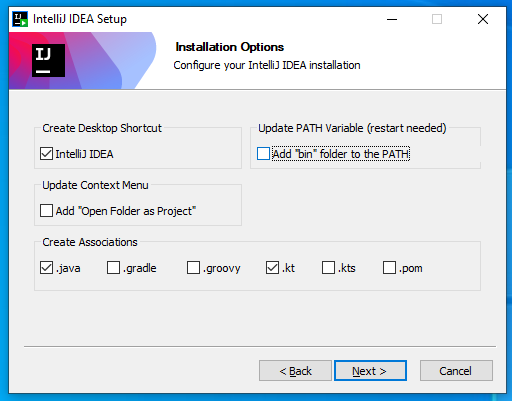 IntelliJ IDEA Setup
IJ
Installation Options
Configure your IntelliJ IDEA installation
Create Desktop Shortcut
IntelliJ IDEA
Update PATH Variable (restart needed)
Add "bin" folder to the PATH
Update Context Menu
Add "Open Folder as Project"
Create Associations
.java .gradle .groovy .kt .kts .pom
< Back Next > Cancel